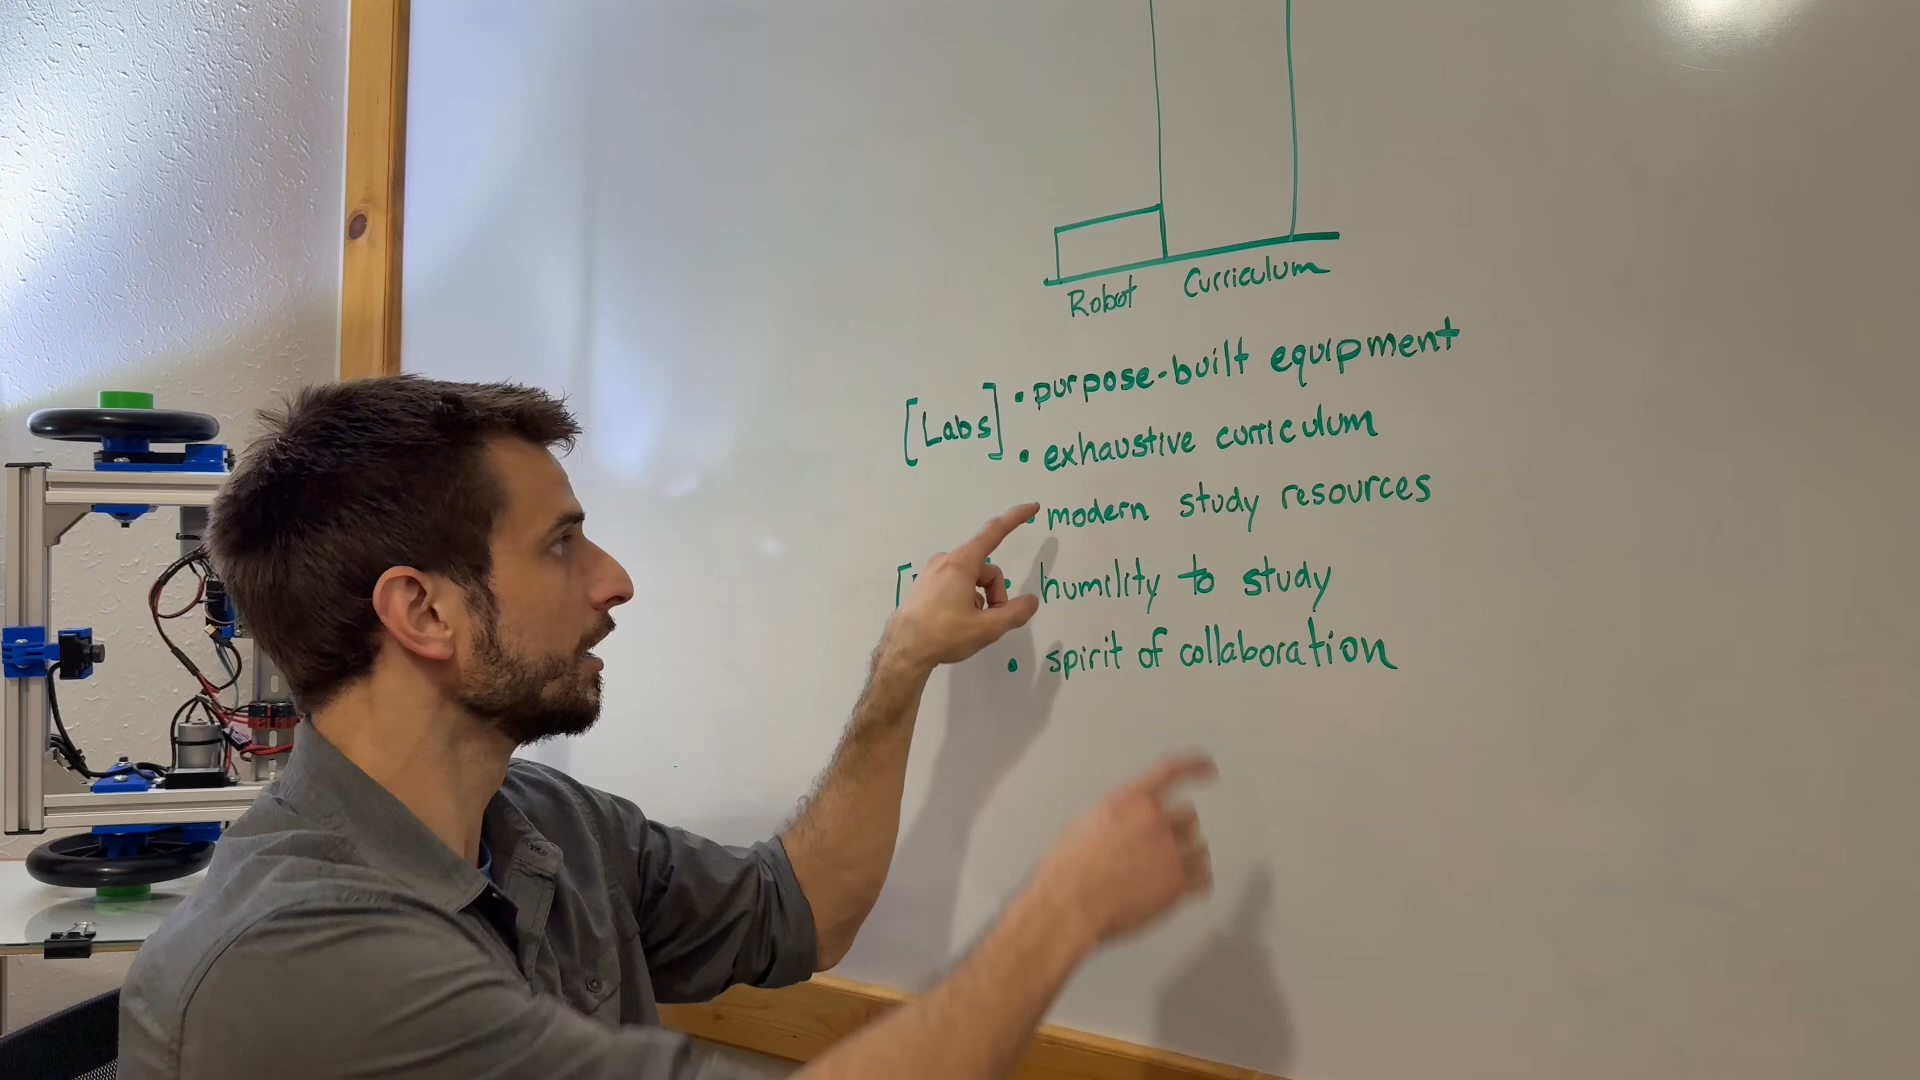 Robot Curriculum
[Labs] • purpose-built equipment
• exhaustive curriculum
• modern study resources
[ • humility to study
• spirit of collaboration